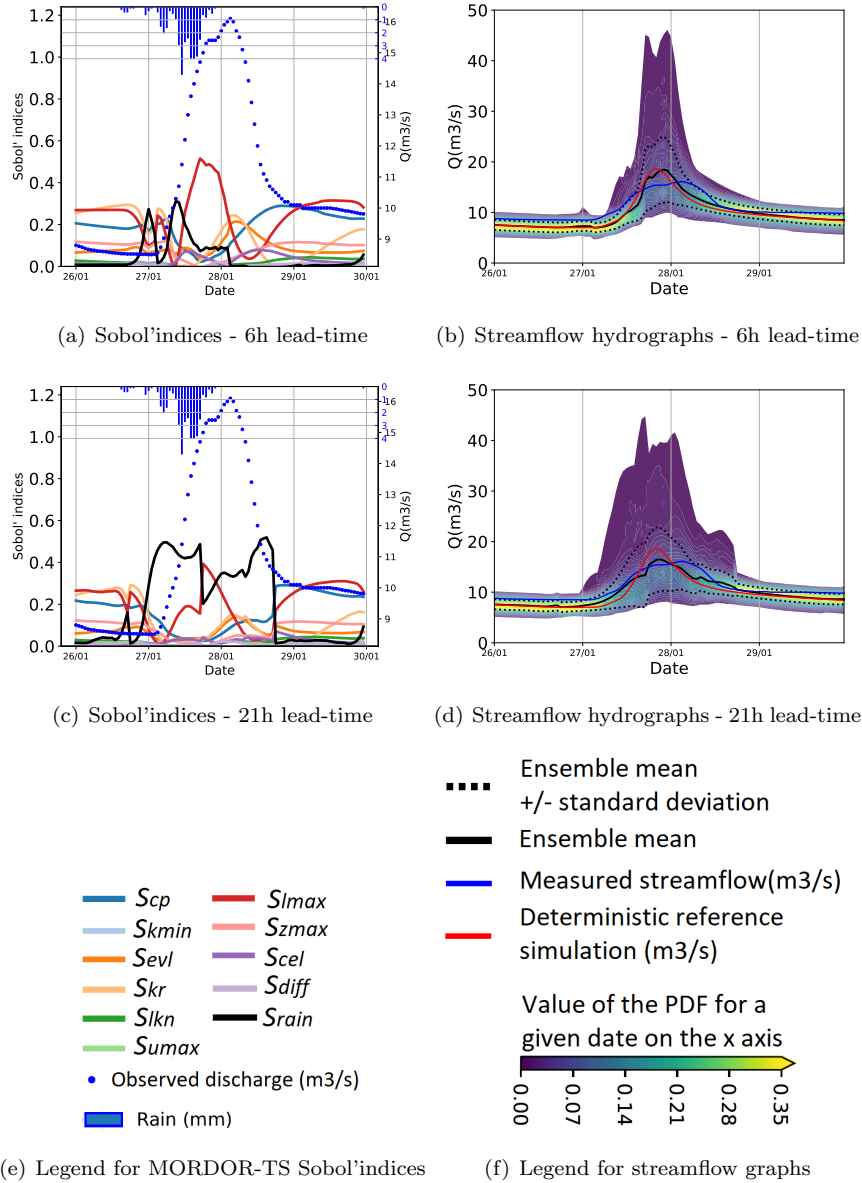 1.2
1.0
0.8
0.6
0.4
0.2
0.0
Sobol' indices
26/01 27/01 28/01 29/01 30/01
Date
0
1
2
3
4
16
15
14
13
12
11
10
9
Q(m3/s)
(a) Sobol'indices - 6h lead-time
50
40
30
20
10
0
Q(m3/s)
26/01 27/01 28/01 29/01
Date
(b) Streamflow hydrographs - 6h lead-time
1.2
1.0
0.8
0.6
0.4
0.2
0.0
Sobol' indices
26/01 27/01 28/01 29/01 30/01
Date
0
1
2
3
4
16
15
14
13
12
11
10
9
Q(m3/s)
(c) Sobol'indices - 21h lead-time
50
40
30
20
10
0
Q(m3/s)
26/01 27/01 28/01 29/01
Date
(d) Streamflow hydrographs - 21h lead-time
Scp
Skmin
Sevl
Skr
Slkn
Sumax
Slmax
Szmax
Scel
Sdiff
Srain
Observed discharge (m3/s)
Rain (mm)
(e) Legend for MORDOR-TS Sobol'indices
Ensemble mean
+/- standard deviation
Ensemble mean
Measured streamflow(m3/s)
Deterministic reference
simulation (m3/s)
Value of the PDF for a
given date on the x axis
0.00 0.07 0.14 0.21 0.28 0.35
(f) Legend for streamflow graphs